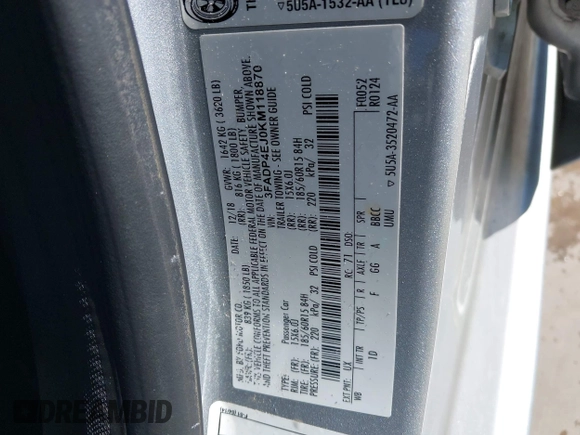 5U5A-1532-AA (TES)
MFD. BY FORD MOTOR CO.
DATE: 12/18 GVWR: 1642 KG ( 3620 LB)
839 KG ( 1850 LB) (RR): 816 KG ( 1800 LB)
THIS VEHICLE CONFORMS TO ALL APPLICABLE FEDERAL MOTOR VEHICLE SAFETY, BUMPER,
AND THEFT PREVENTION STANDARDS IN EFFECT ON THE DATE OF MANUFACTURE SHOWN ABOVE.
3FADP4EJ0KM118870
TYPE: Passenger Car TRAILER TOWING - SEE OWNER GUIDE
RIM: (FR) 15X6.0J (RR): 15X6.0J
TIRE: (FR) 185/60R15 84H (RR): 185/60R15 84H
PRESSURE:(FR) 220 kPa/ 32 PSI COLD (RR): 220 kPa/ 32 PSI COLD
EXT PNT: UX RC: 71 DSO: F0052
WB INT TR TP/PS R AXLE TR SPR R0124
1D F GG A BBCC
UMU
5U5A-3520472-AA
DREAMBID